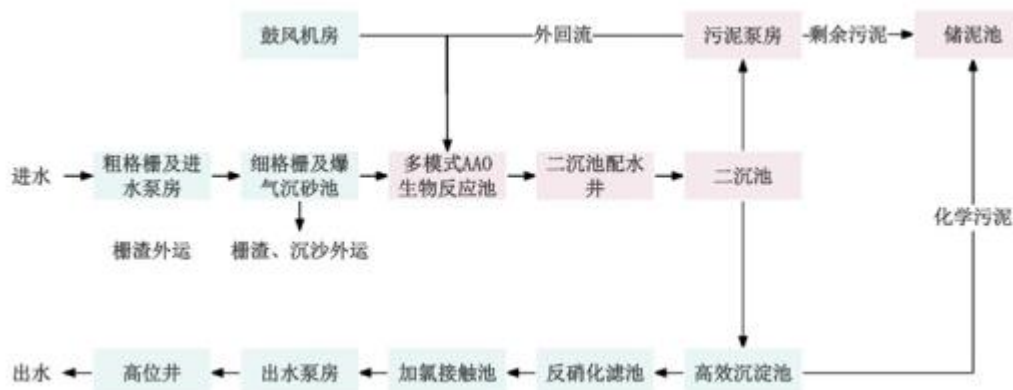 鼓风机房
外回流
污泥泵房
剩余污泥
储泥池
进水
粗格栅及进
水泵房
细格栅及爆
气沉砂池
多模式AAO
生物反应池
二沉池配水
井
二沉池
化学污泥
栅渣外运
栅渣、沉沙外运
出水
高位井
出水泵房
加氯接触池
反硝化滤池
高效沉淀池